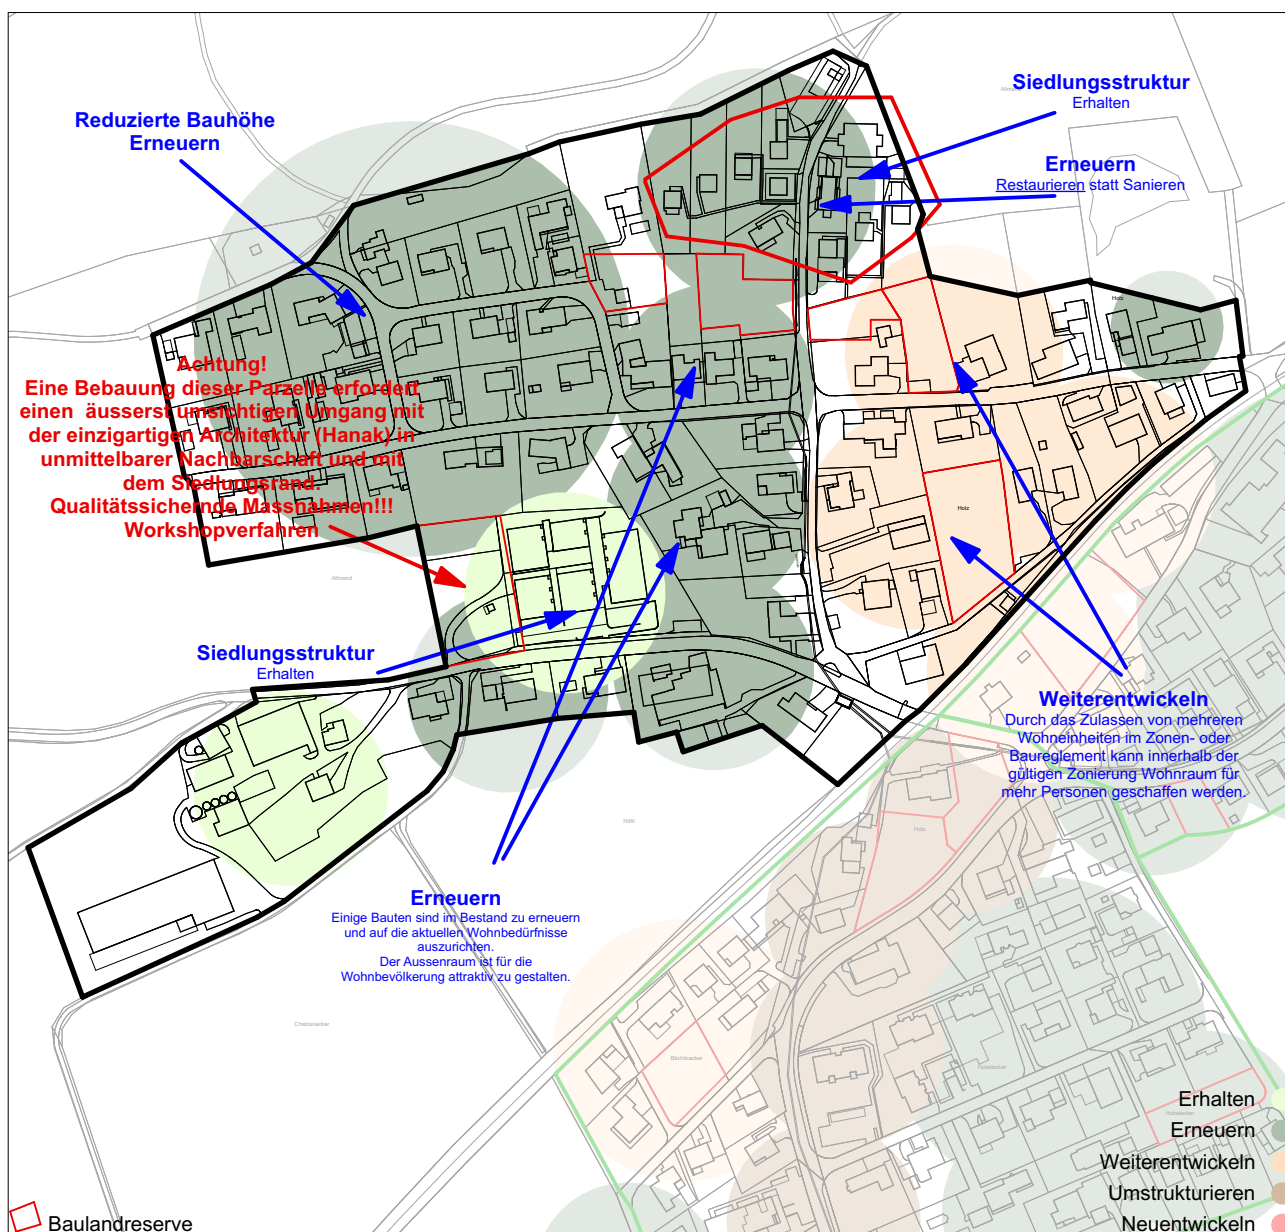 Siedlungsstruktur
Erhalten
Allmend
Reduzierte Bauhöhe
Erneuern
Erneuern
Restaurieren statt Sanieren
Holz
Achtung!
Eine Bebauung dieser Parzelle erfordert
einen äusserst umsichtigen Umgang mit
der einzigartigen Architektur (Hanak) in
unmittelbarer Nachbarschaft und mit
dem Siedlungsrand.
Qualitätssichernde Massnahmen!!!
Workshopverfahren
Holz
Allmend
Siedlungsstruktur
Erhalten
Weiterentwickeln
Durch das Zulassen von mehreren
Wohneinheiten im Zonen- oder
Baureglement kann innerhalb der
gültigen Zonierung Wohnraum für
mehr Personen geschaffen werden.
Holz
Erneuern
Einige Bauten sind im Bestand zu erneuern
und auf die aktuellen Wohnbedürfnisse
auszurichten.
Der Aussenraum ist für die
Wohnbevölkerung attraktiv zu gestalten.
Chatzenacker
Bächlisacker
Hubelacker
Hubelacker
Erhalten
Erneuern
Weiterentwickeln
Umstrukturieren
Neuentwickeln
Baulandreserve